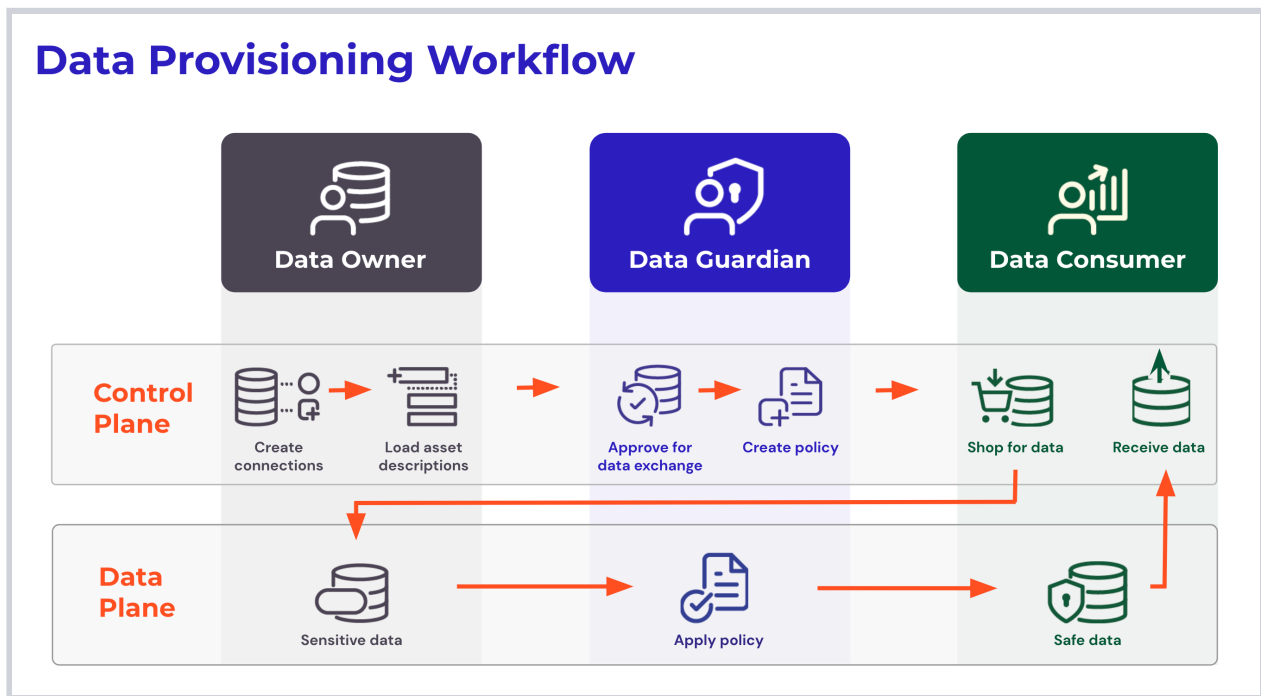 Data Provisioning Workflow
Data Owner
Data Guardian
Data Consumer
Control
Plane
Create
connections
Load asset
descriptions
Approve for
data exchange
Create policy
Shop for data
Receive data
Data
Plane
Sensitive data
Apply policy
Safe data